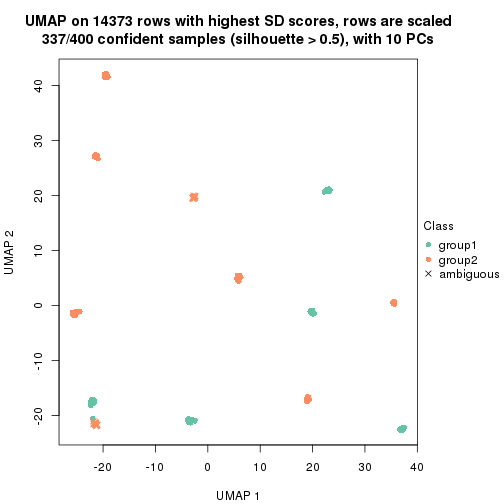 UMAP on 14373 rows with highest SD scores, rows are scaled
337/400 confident samples (silhouette > 0.5), with 10 PCs
40
30
20
10
0
-10
-20
UMAP 2
-20
-10
0
10
20
30
40
UMAP 1
Class
group1
group2
ambiguous